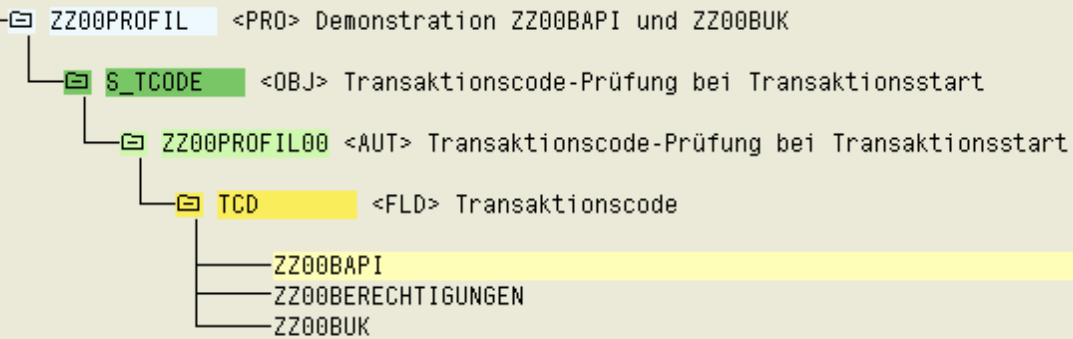 ZZ00PROFIL <PRO> Demonstration ZZ00BAPI und ZZ00BUK
S_TCODE <OBJ> Transaktionscode-Prüfung bei Transaktionsstart
ZZ00PROFIL00 <AUT> Transaktionscode-Prüfung bei Transaktionsstart
TCD <FLD> Transaktionscode
ZZ00BAPI
ZZ00BERECHTIGUNGEN
ZZ00BUK